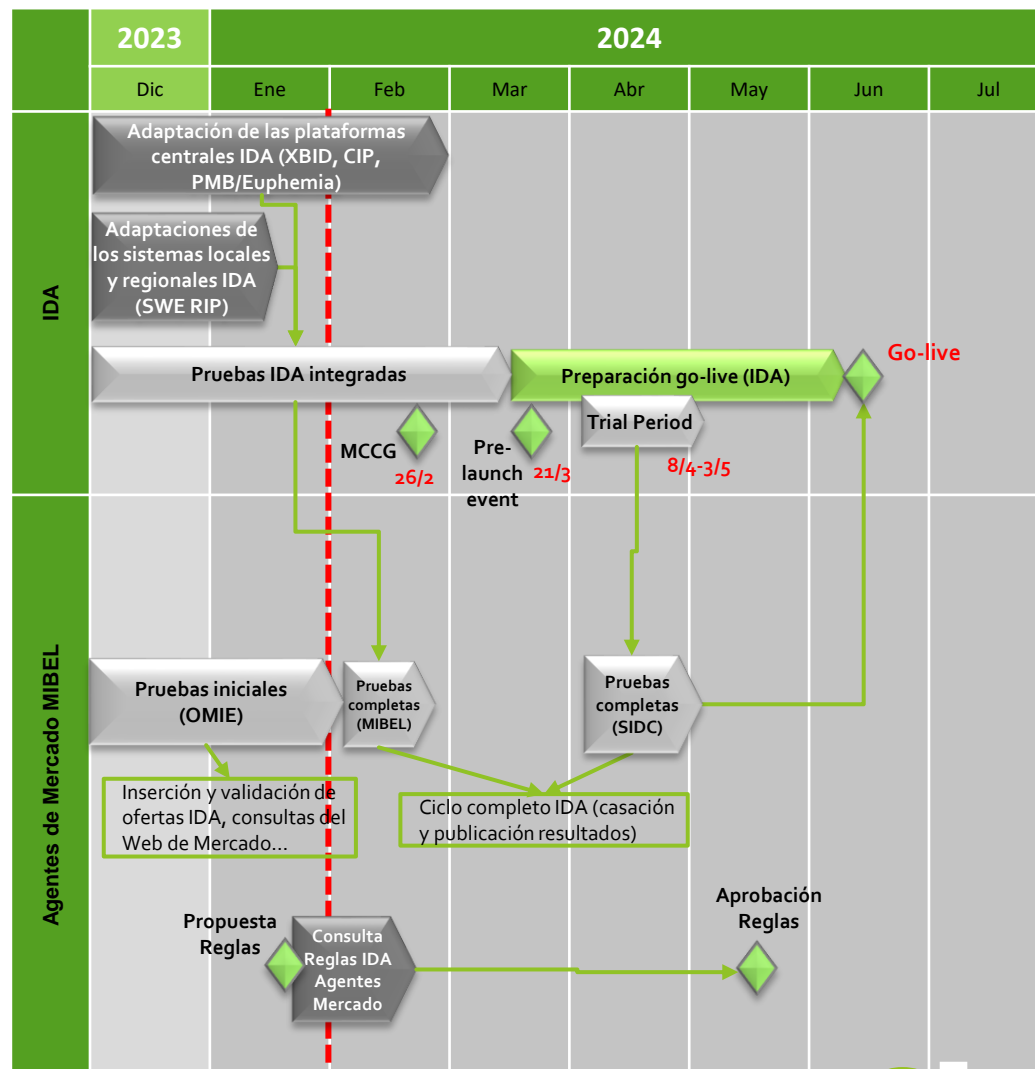 2023
2024
Dic
Ene
Feb
Mar
Abr
May
Jun
Jul
IDA
Adaptación de las plataformas
centrales IDA (XBID, CIP,
PMB/Euphemia)
Adaptaciones de
los sistemas locales
y regionales IDA
(SWE RIP)
Pruebas IDA integradas
Preparación go-live (IDA)
Go-live
MCCG
26/2
Pre-
launch
event
21/3
Trial Period
8/4-3/5
Agentes de Mercado MIBEL
Pruebas iniciales
(OMIE)
Pruebas
completas
(MIBEL)
Pruebas
completas
(SIDC)
Inserción y validación de
ofertas IDA, consultas del
Web de Mercado...
Ciclo completo IDA (casación
y publicación resultados)
Propuesta
Reglas
Consulta
Reglas IDA
Agentes
Mercado
Aprobación
Reglas